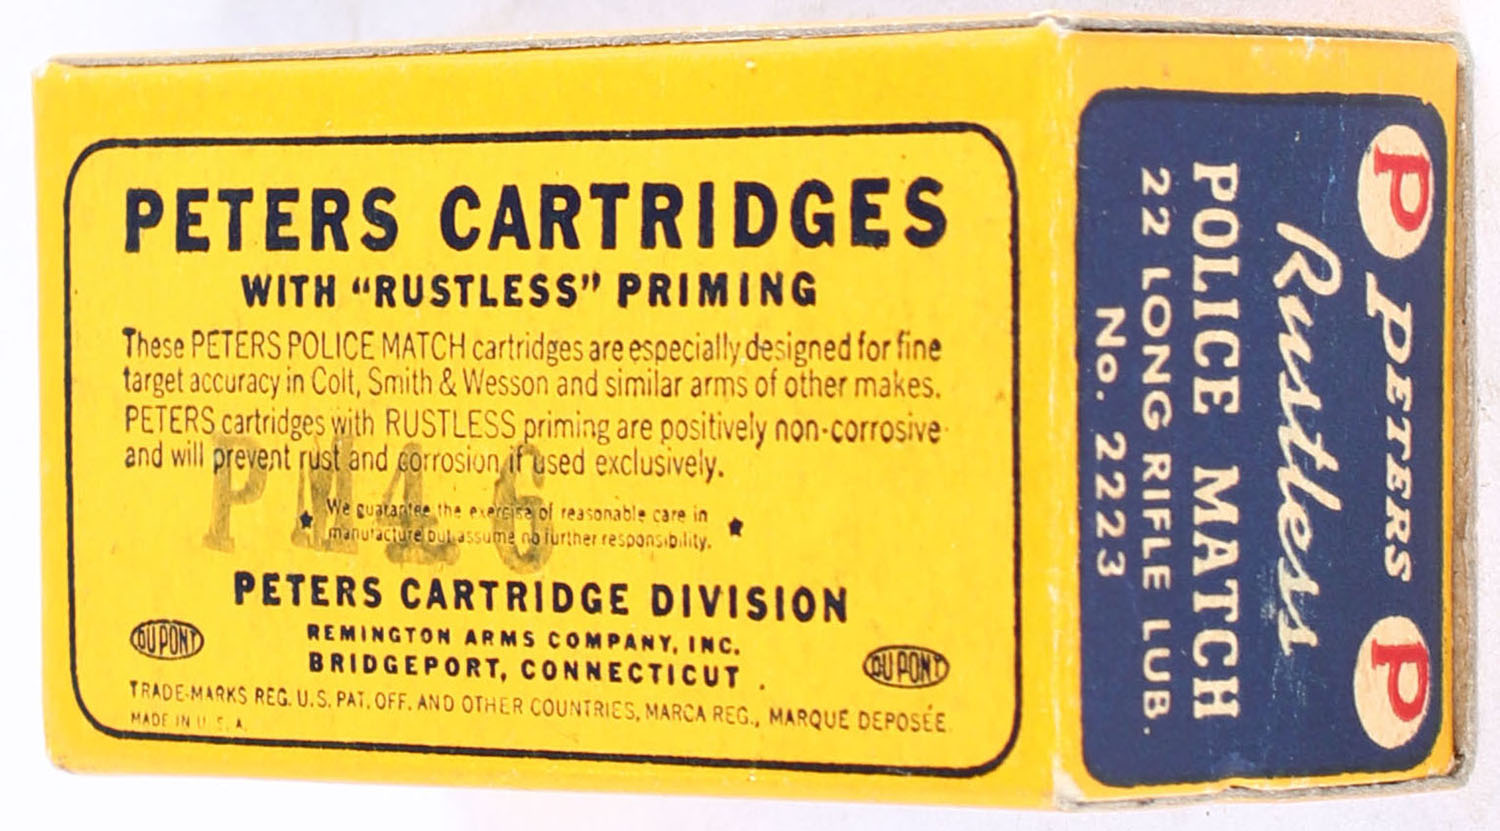 PETERS CARTRIDGES
WITH “RUSTLESS” PRIMING
These PETERS POLICE MATCH cartridges are especially designed for fine
target accuracy in Colt, Smith & Wesson and similar arms of other makes.
PETERS cartridges with RUSTLESS priming are positively non-corrosive
and will prevent rust and corrosion if used exclusively.
PM46
We guarantee the exercise of reasonable care in
manufacture but assume no further responsibility.
PETERS CARTRIDGE DIVISION
REMINGTON ARMS COMPANY, INC.
BRIDGEPORT, CONNECTICUT.
DU PONT
DU PONT
TRADE-MARKS REG. U.S. PAT. OFF. AND OTHER COUNTRIES, MARCA REG., MARQUE DEPOSÉE
MADE IN U.S.A.
P PETERS P
Rustless
POLICE MATCH
22 LONG RIFLE LUB.
No. 2223